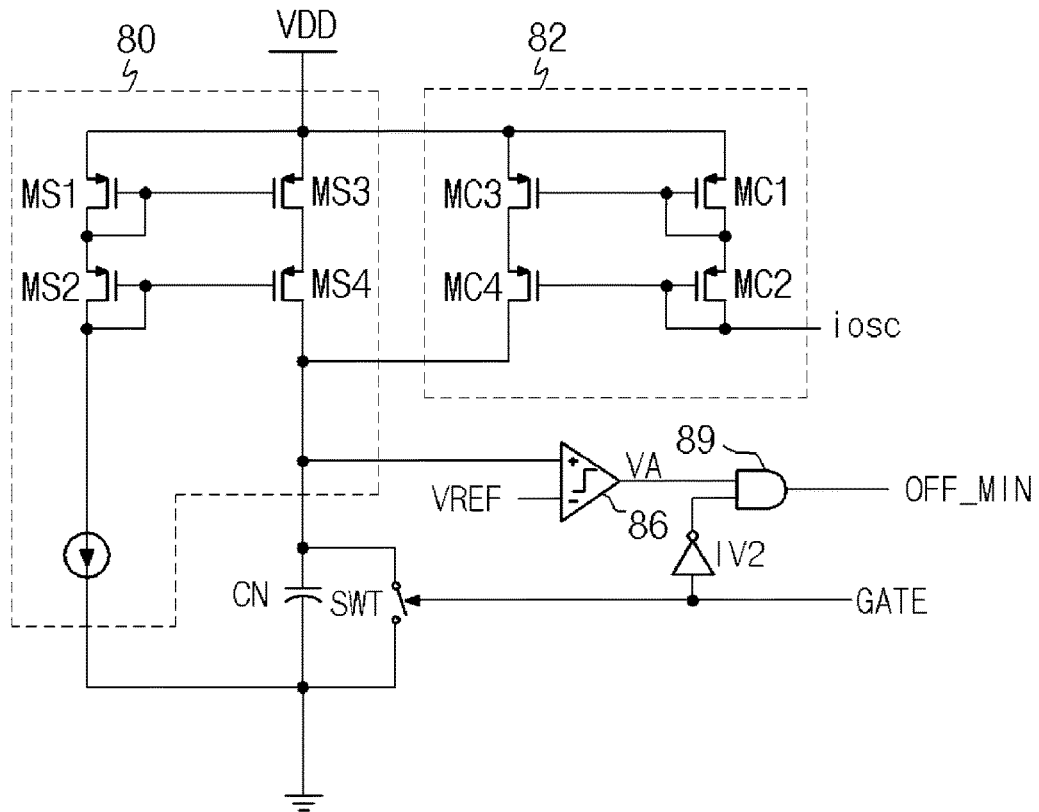 80
VDD
82
MS1
MS3
MC3
MC1
MS2
MS4
MC4
MC2
iosc
89
+
VA
VREF
-
86
OFF_MIN
IV2
CN
SWT
GATE